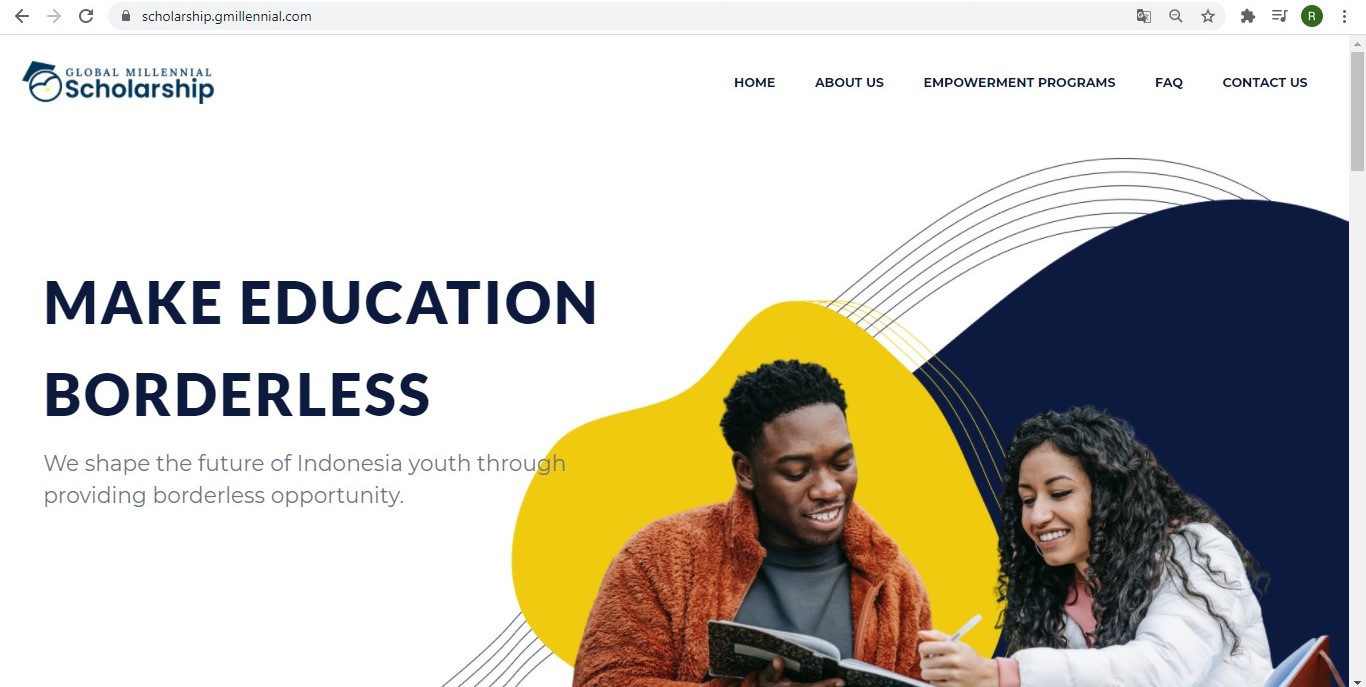 scholarship.gmillennial.com
R
GLOBAL MILLENNIAL
Scholarship
HOME ABOUT US EMPOWERMENT PROGRAMS FAQ CONTACT US
MAKE EDUCATION
BORDERLESS
We shape the future of Indonesia youth through
providing borderless opportunity.